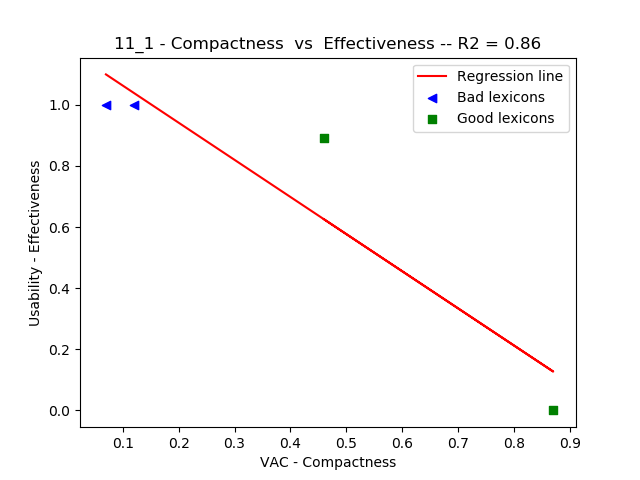 11_1 - Compactness  vs  Effectiveness -- R2 = 0.86
Regression line
Bad lexicons
Good lexicons
Usability - Effectiveness
1.0
0.8
0.6
0.4
0.2
0.0
0.1 0.2 0.3 0.4 0.5 0.6 0.7 0.8 0.9
VAC - Compactness